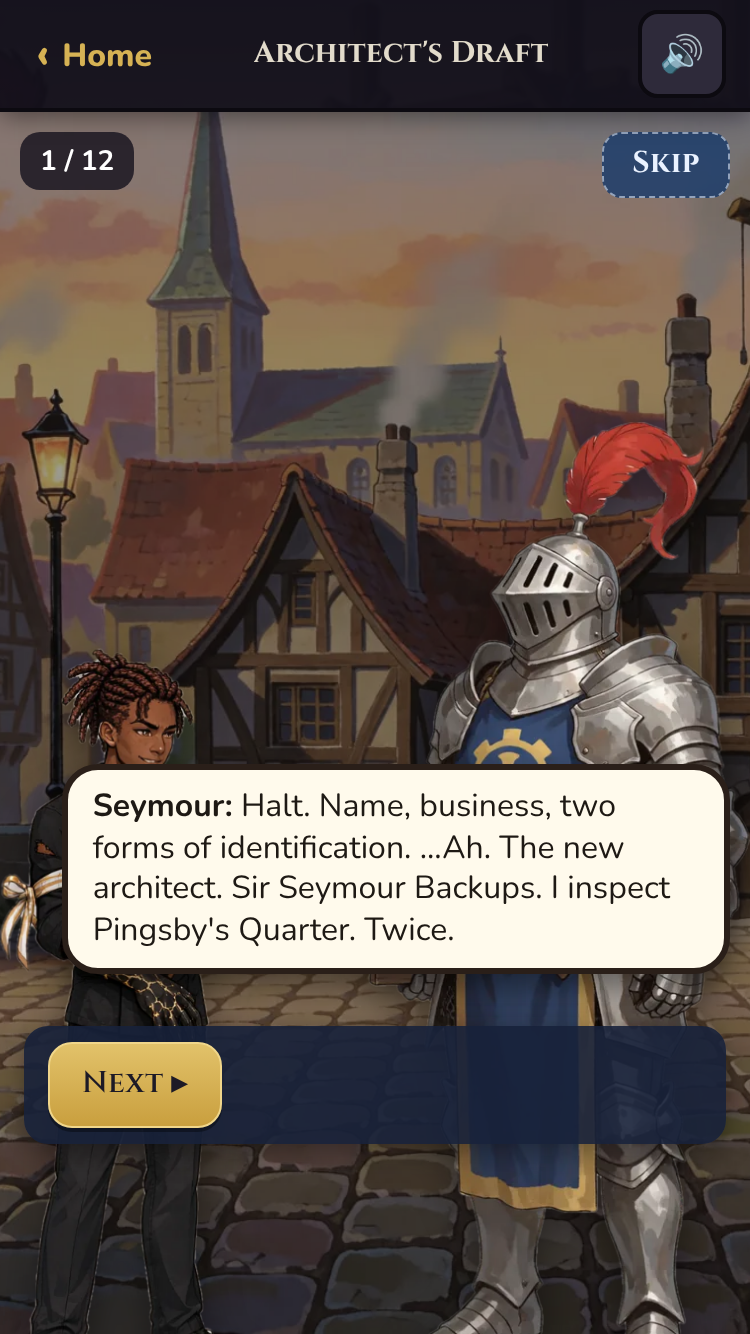 ‹ Home
Architect's Draft
1 / 12
Skip
Seymour: Halt. Name, business, two
forms of identification. ...Ah. The new
architect. Sir Seymour Backups. I inspect
Pingsby's Quarter. Twice.
Next ▸